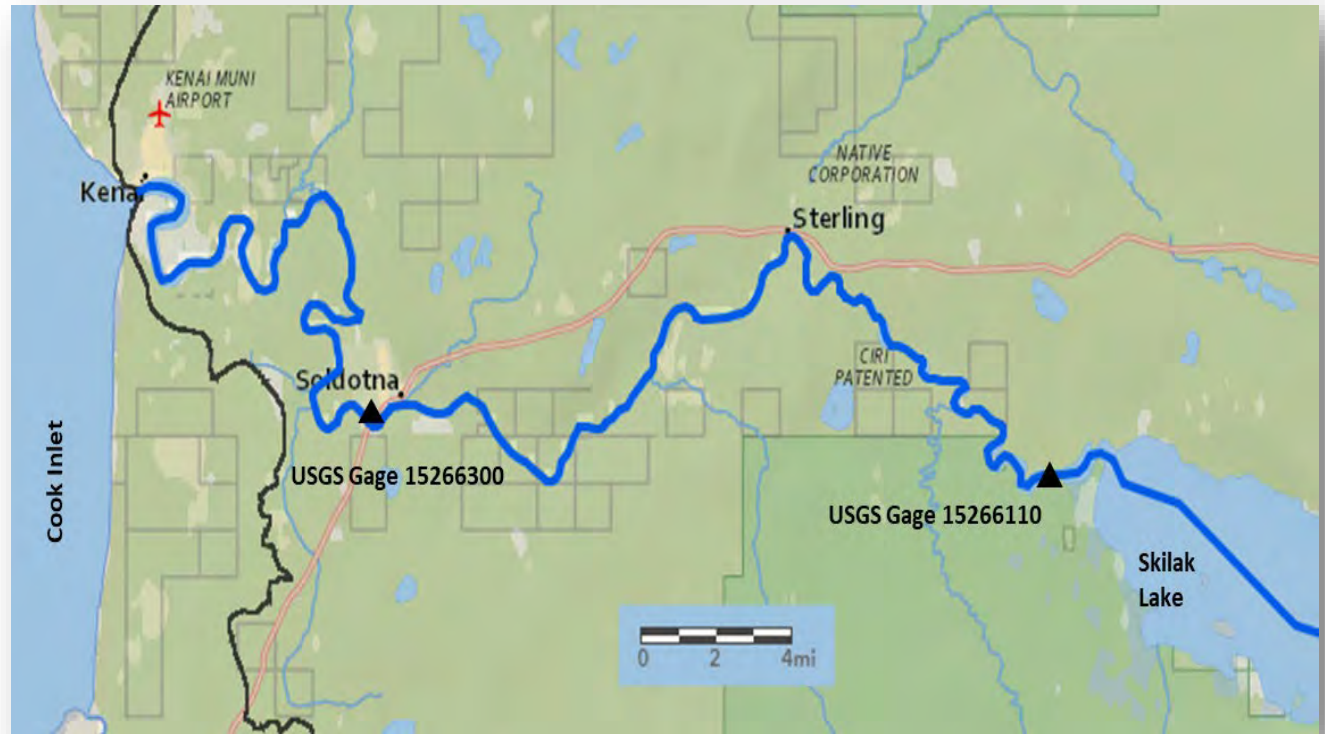 KENAI MUNI
AIRPORT
Kenai
NATIVE
CORPORATION
Sterling
CIRI
PATENTED
Soldotna
USGS Gage 15266300
USGS Gage 15266110
Cook Inlet
Skilak
Lake
0 2 4mi